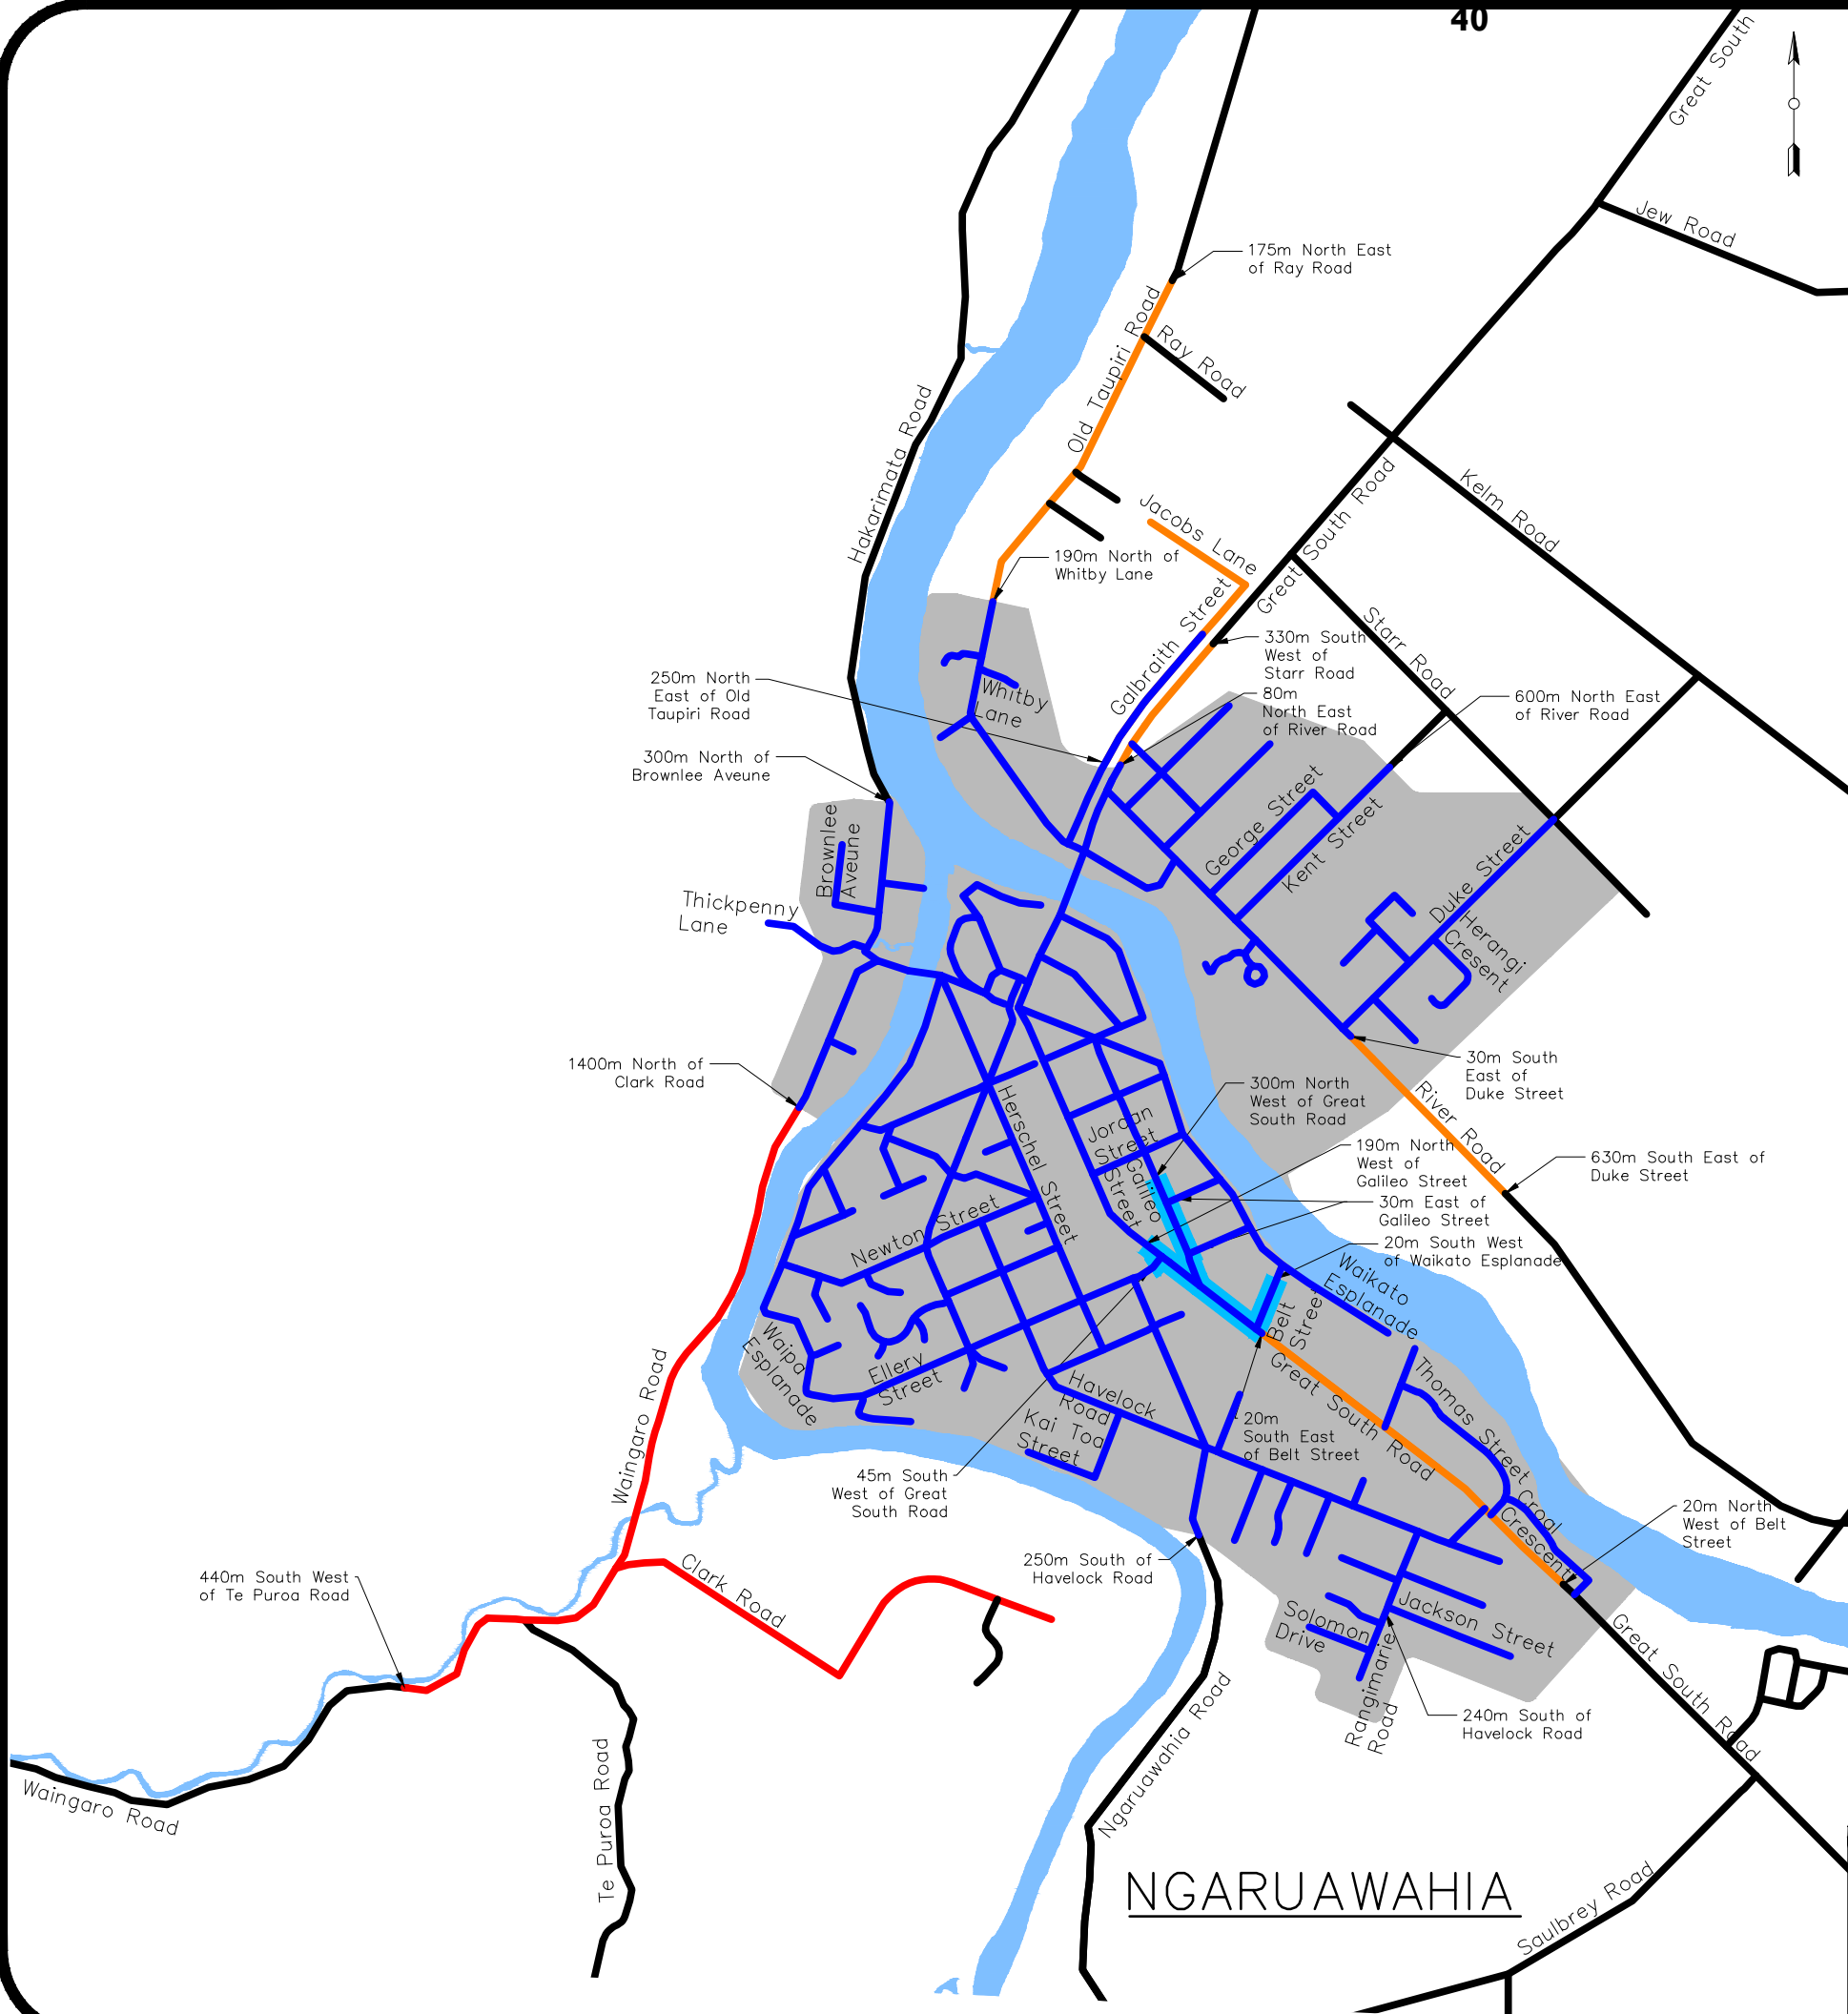 40
Great South
Jew Road
175m North East
of Ray Road
Old Taupiri Road
Ray Road
Hakarimata Road
Jacobs Lane
Great South Road
Kelm Road
190m North of
Whitby Lane
Galbraith Street
Starr Road
330m South
West of
Starr Road
250m North
East of Old
Taupiri Road
Whitby
Lane
80m
North East
of River Road
600m North East
of River Road
300m North of
Brownlee Aveune
Brownlee
Aveune
George Street
Kent Street
Duke Street
Herangi
Cresent
Thickpenny
Lane
1400m North of
Clark Road
30m South
East of
Duke Street
300m North
West of Great
South Road
River Road
Herschel Street
Jordan
Street
Galileo
Street
190m North
West of
Galileo Street
630m South East of
Duke Street
30m East of
Galileo Street
20m South West
of Waikato Esplanade
Newton Street
Waikato
Esplanade
Belt
Street
Waipa
Esplanade
Ellery
Street
Great South Road
Thomas Street
Havelock
Road
Kai Toa
Street
20m
South East
of Belt Street
Waingaro Road
45m South
West of Great
South Road
Croal
Crescent
20m North
West of Belt
Street
250m South of
Havelock Road
Clark Road
440m South West
of Te Puroa Road
Jackson Street
Solomon
Drive
Rangimarie
Road
Great South Road
240m South of
Havelock Road
Ngaruawahia Road
Waingaro Road
Te Puroa Road
NGARUAWAHIA
Saulbrey Road